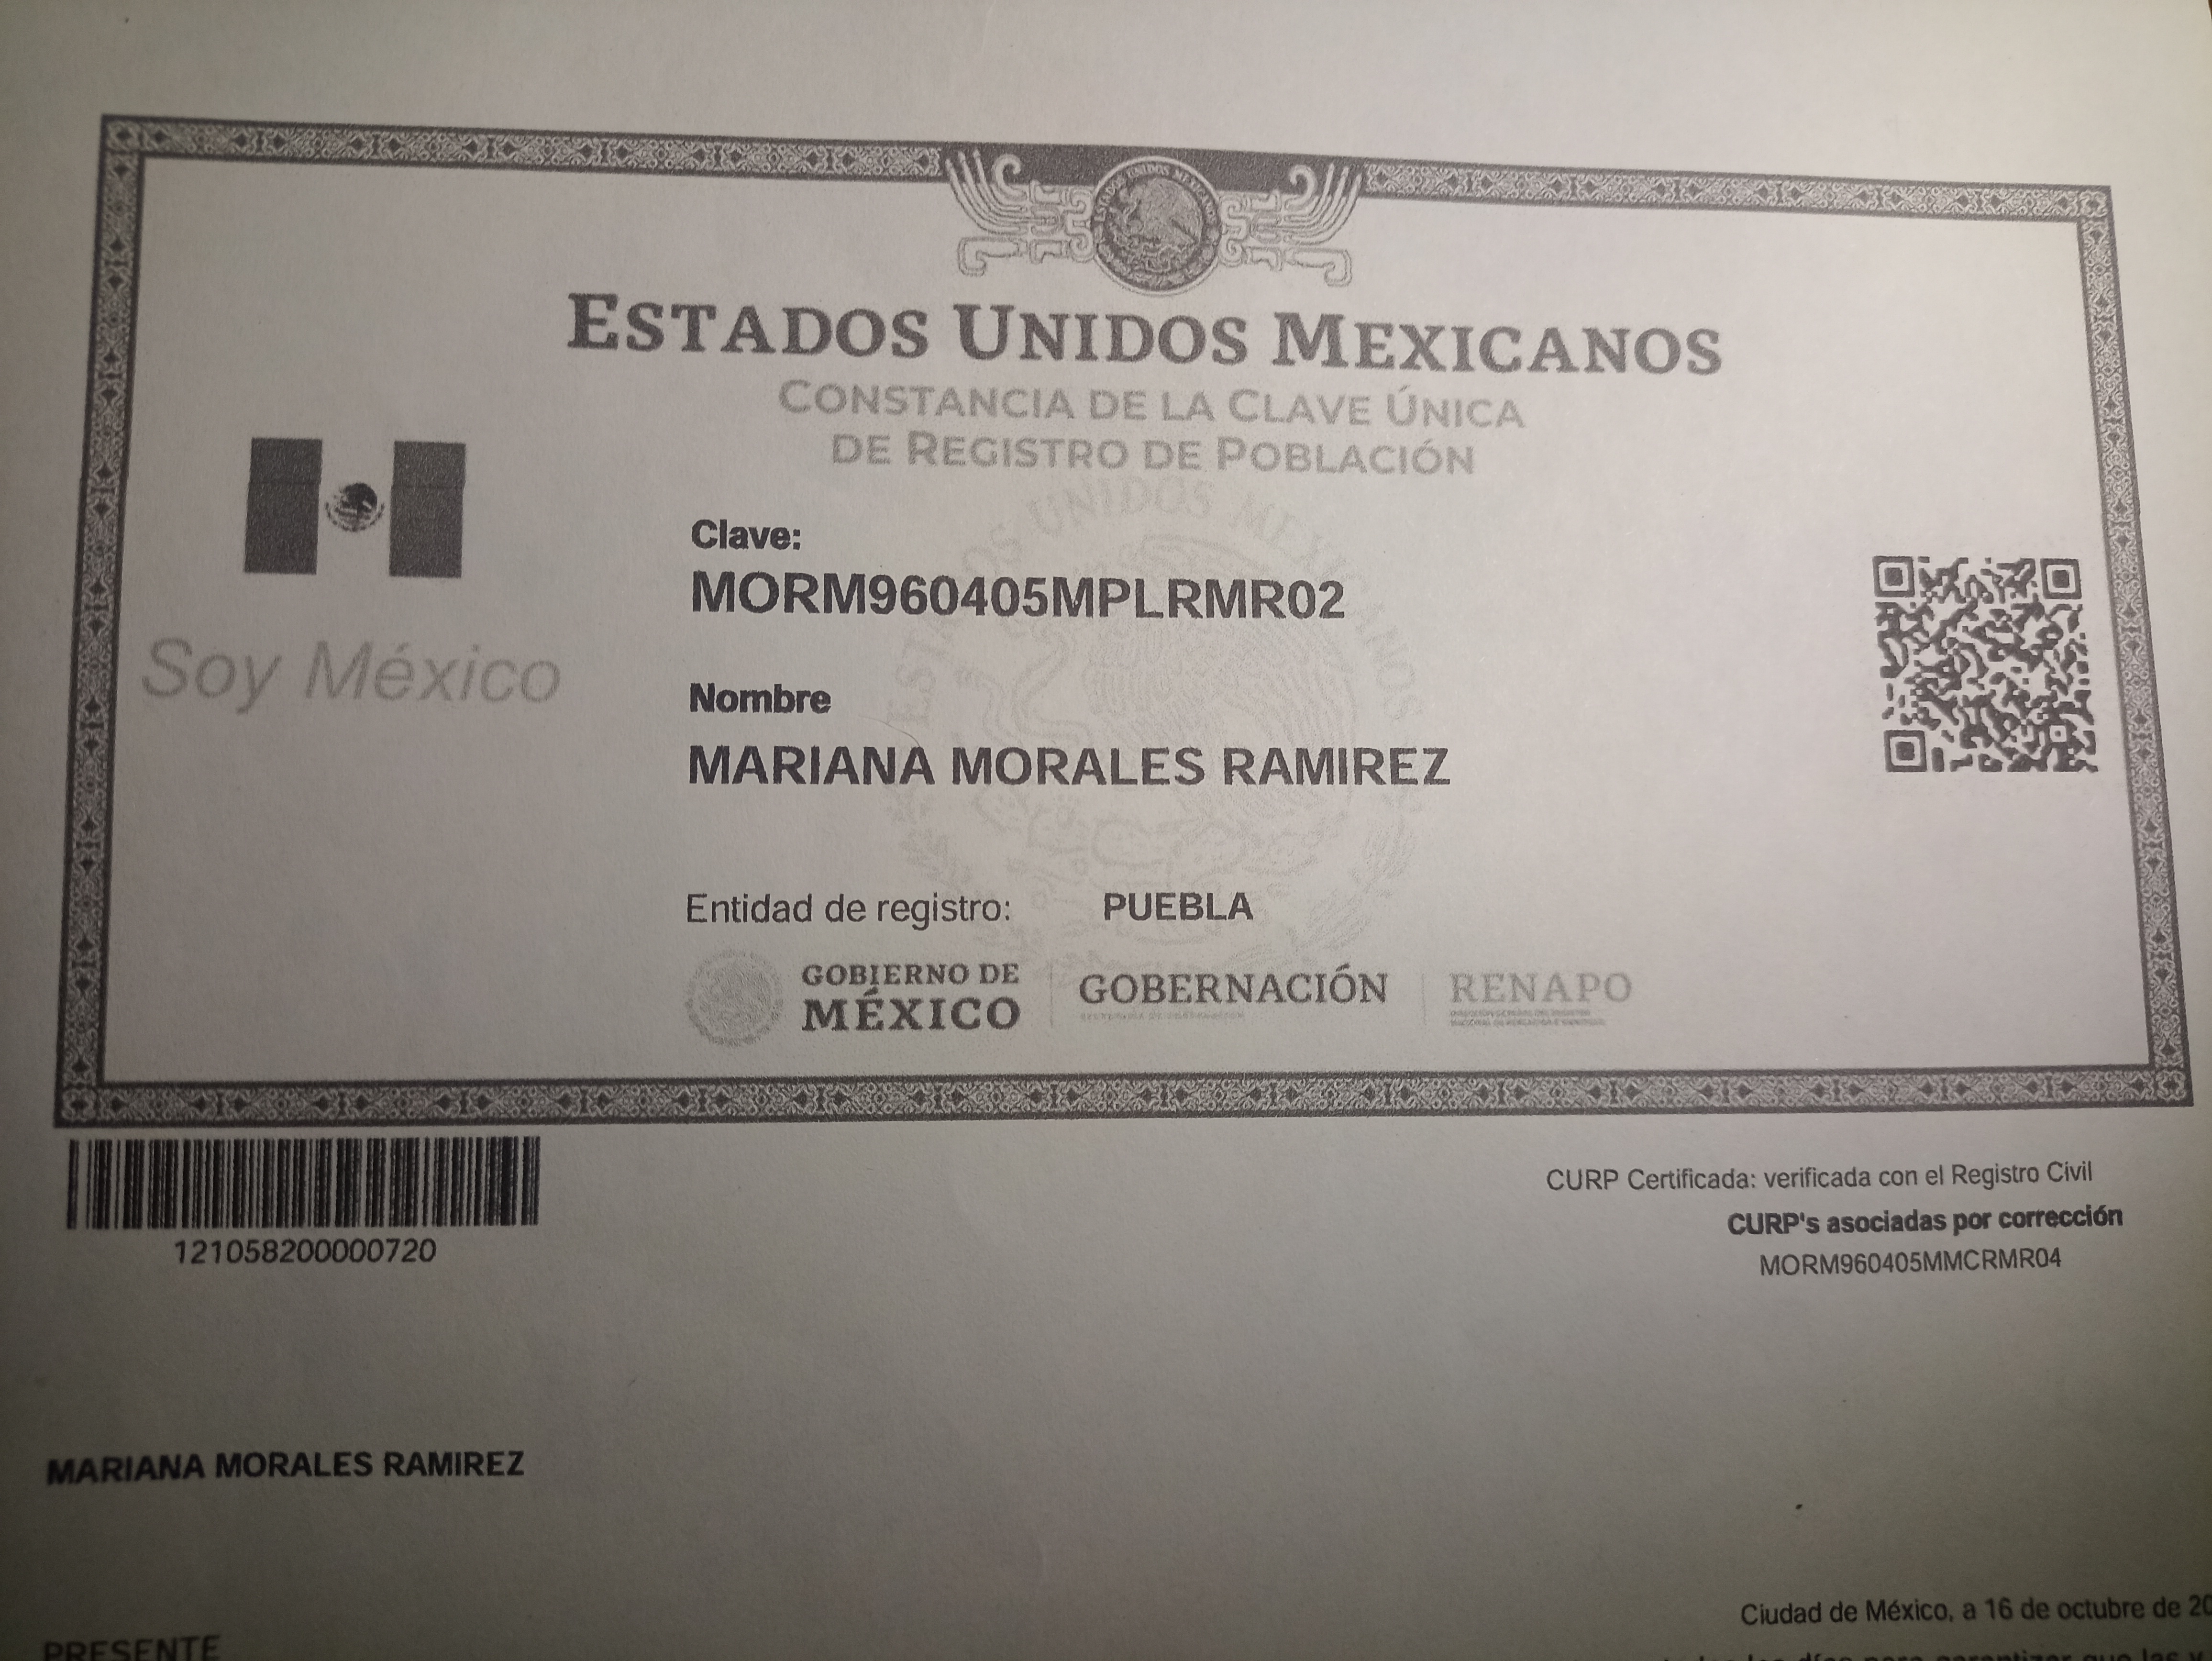 ESTADOS UNIDOS MEXICANOS
CONSTANCIA DE LA CLAVE ÚNICA
DE REGISTRO DE POBLACIÓN
Soy México
Clave:
MORM960405MPLRMR02
Nombre
MARIANA MORALES RAMIREZ
Entidad de registro: PUEBLA
GOBIERNO DE
MÉXICO
GOBERNACIÓN
RENAPO
121058200000720
CURP Certificada: verificada con el Registro Civil
CURP's asociadas por corrección
MORM960405MMCRMR04
MARIANA MORALES RAMIREZ
Ciudad de México, a 16 de octubre de 20
PRESENTE